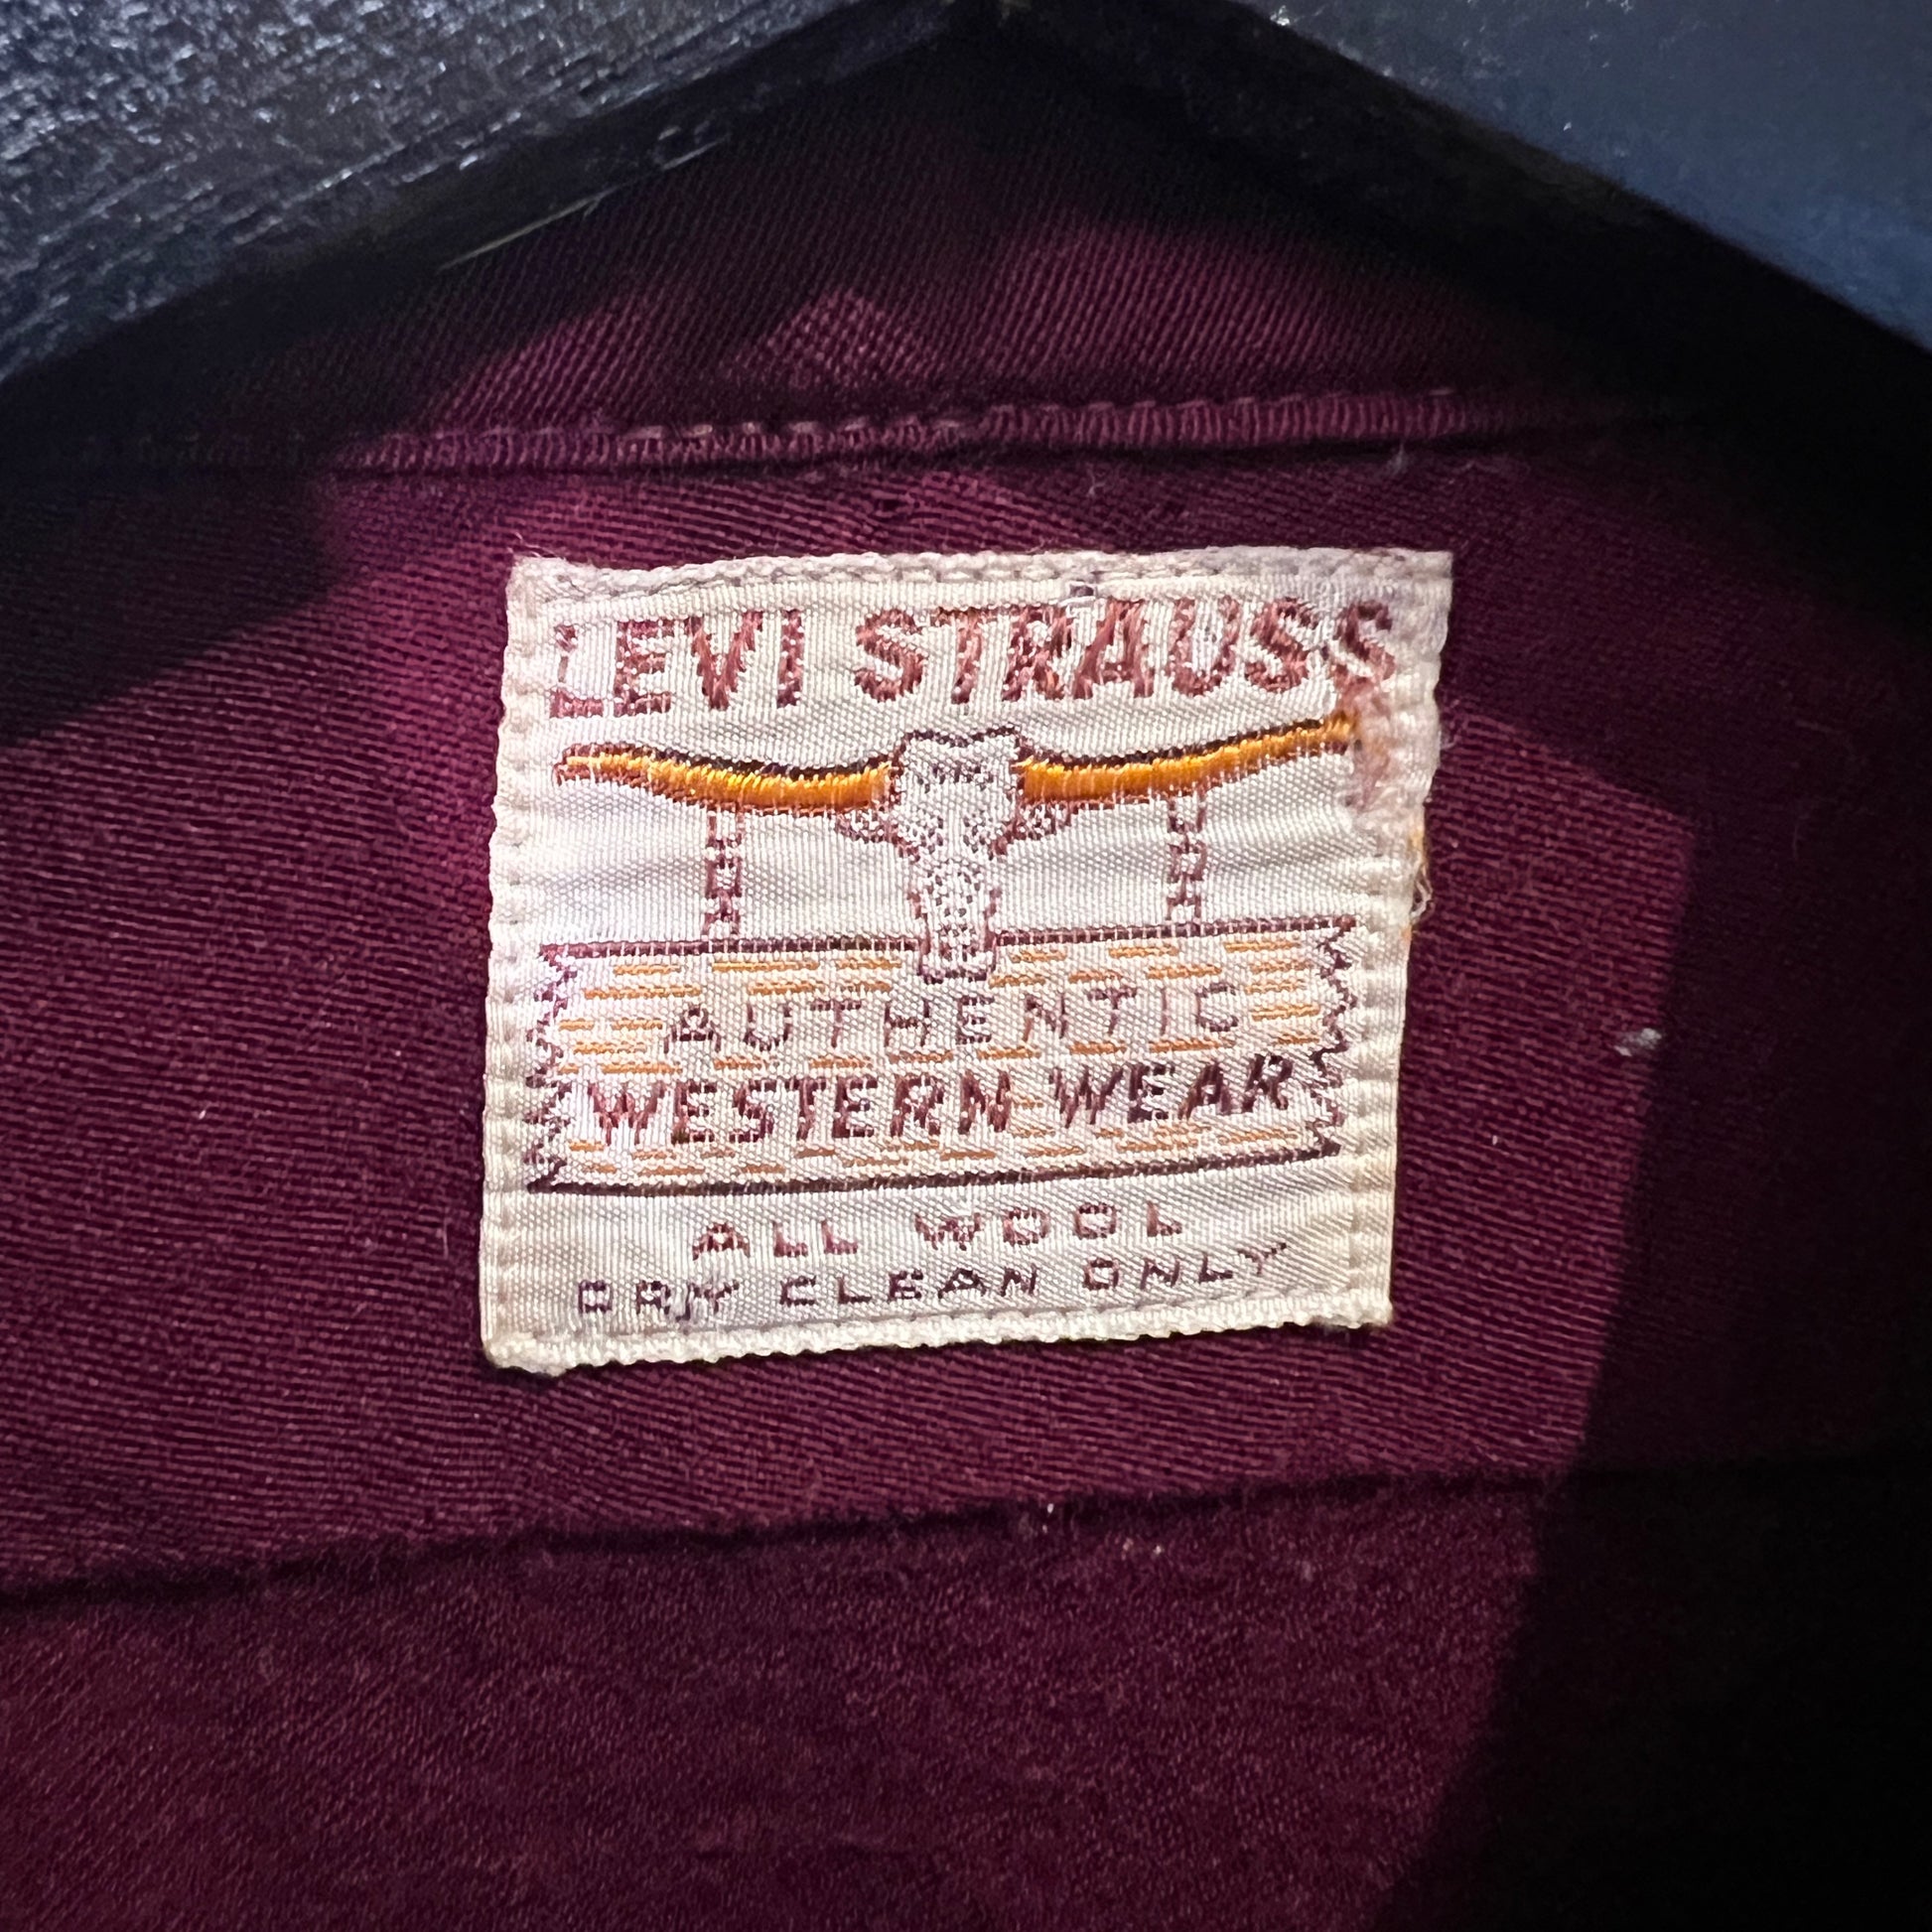 LEVI STRAUSS
AUTHENTIC
WESTERN WEAR
ALL WOOL
DRY CLEAN ONLY